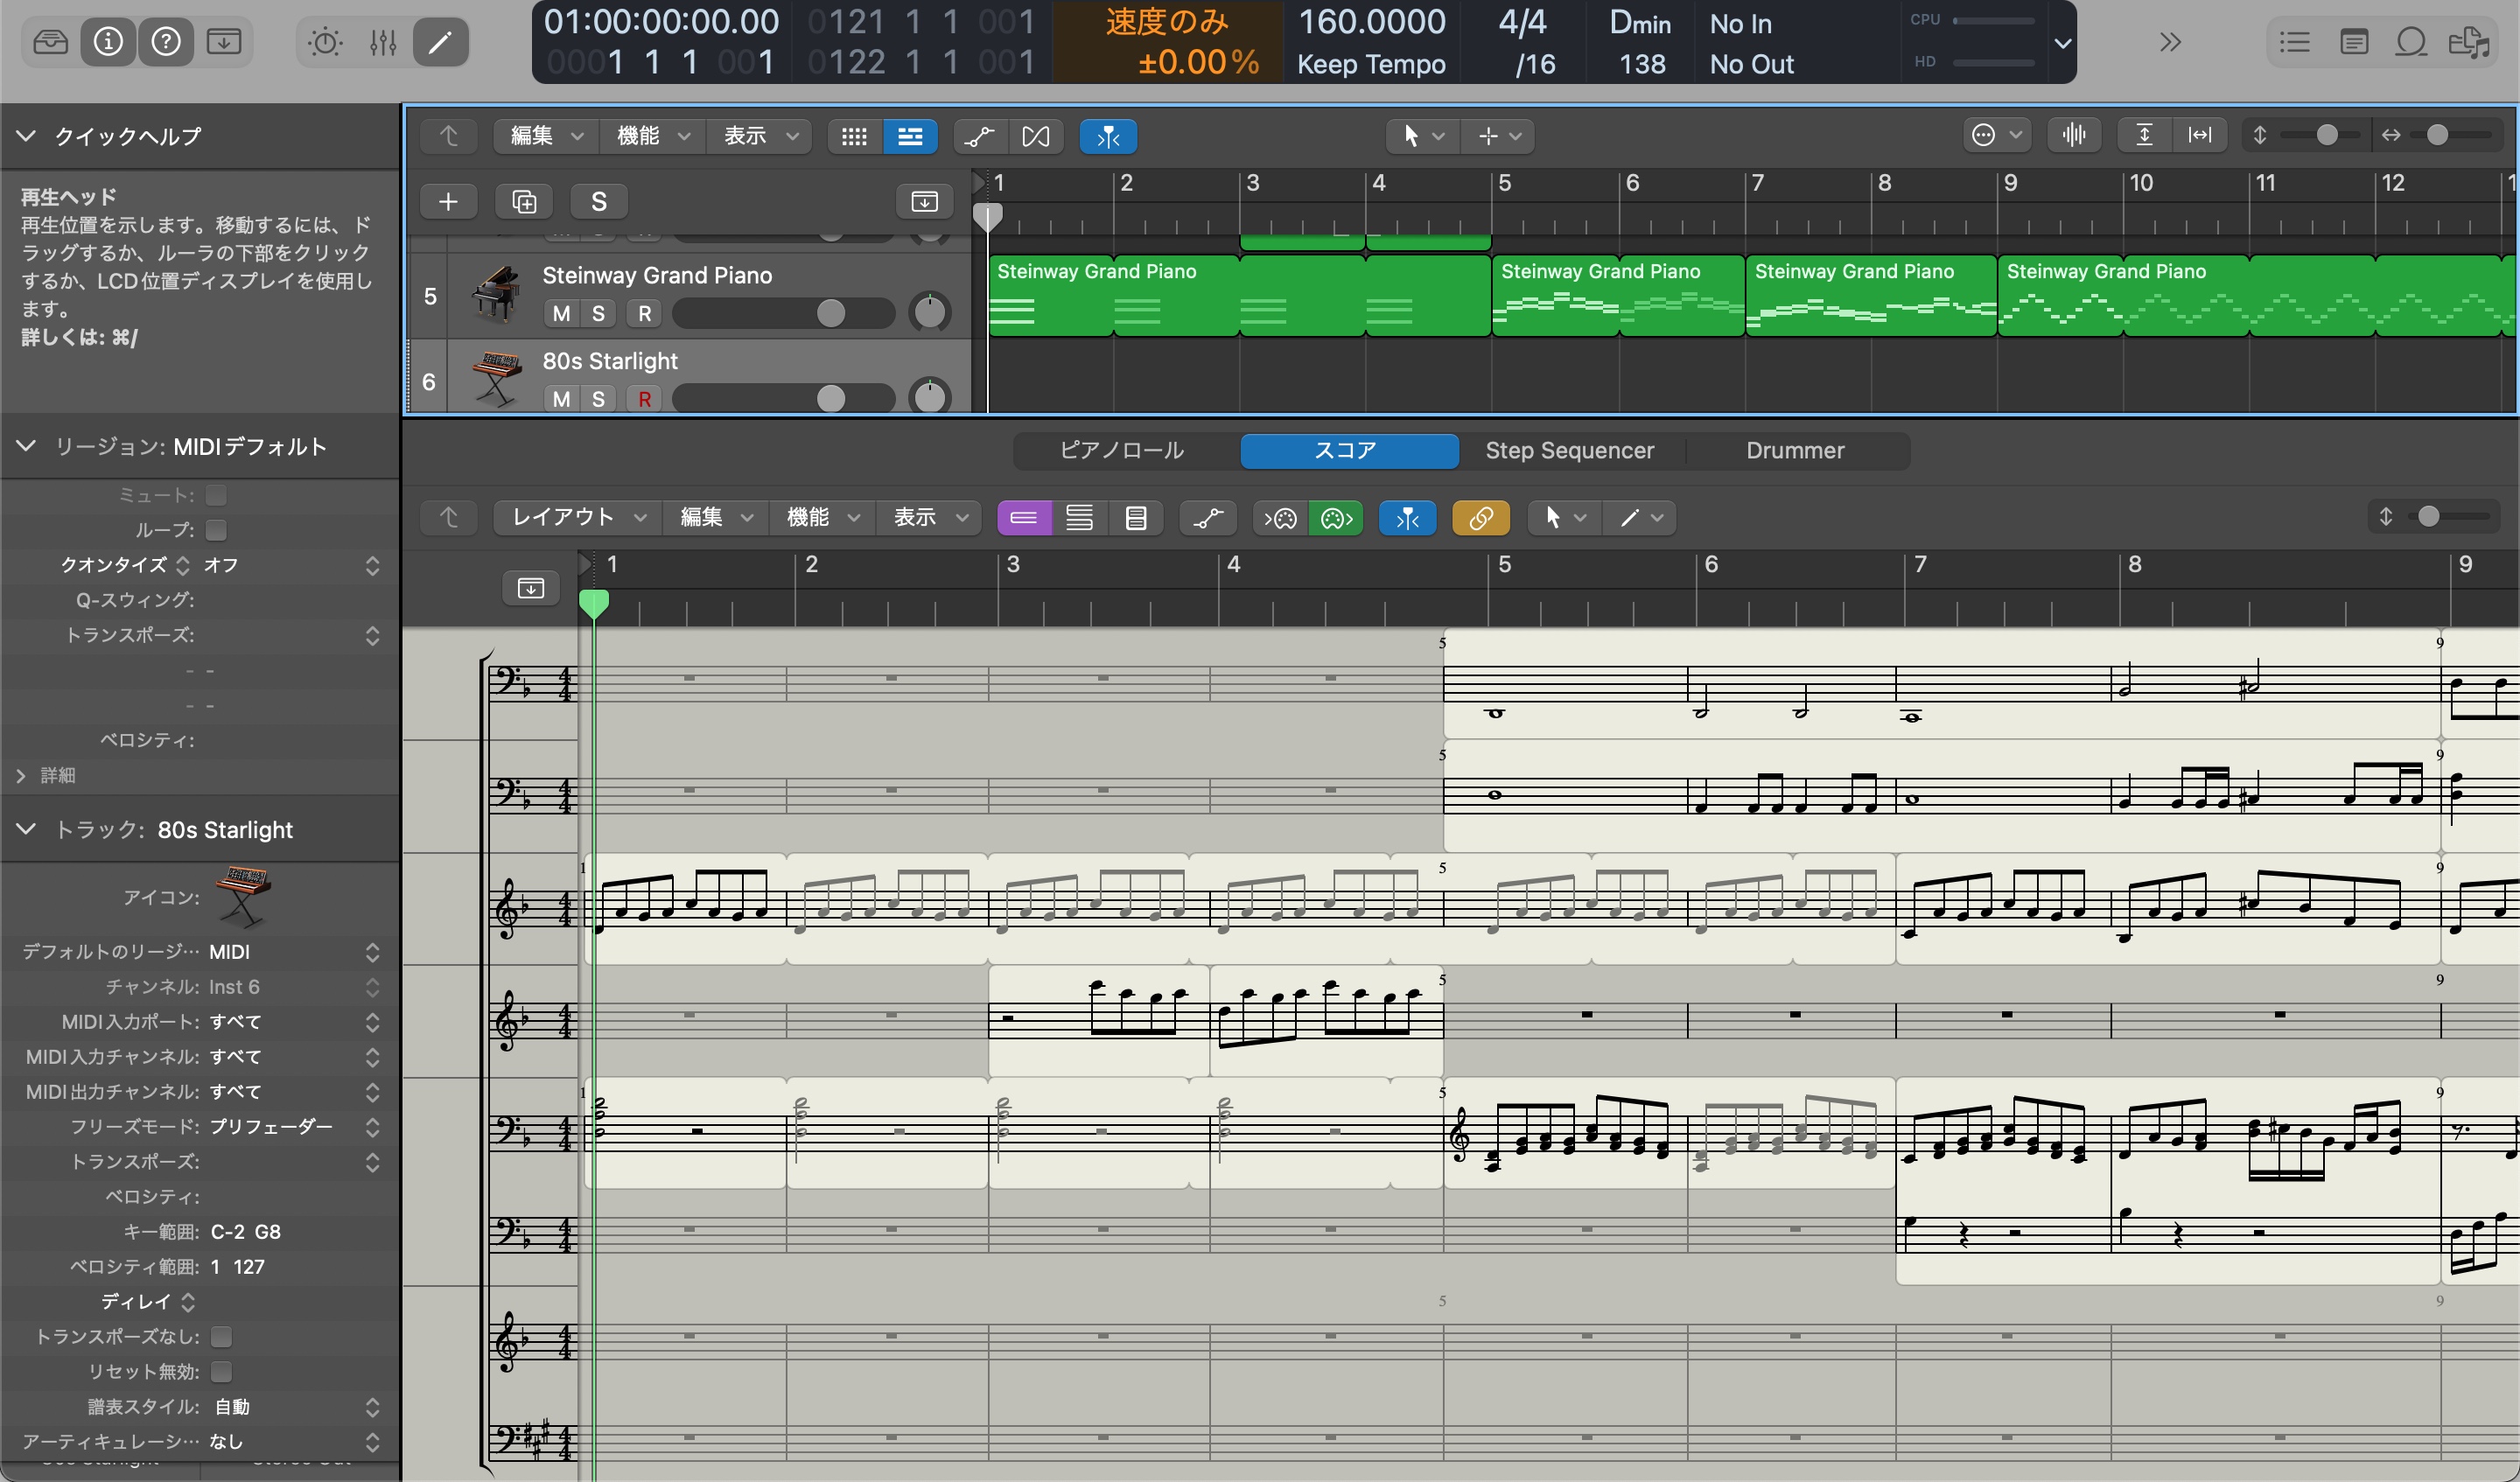 01:00:00:00.00
0001 1 1 001
0121 1 1 001
0122 1 1 001
速度のみ
±0.00%
160.0000
Keep Tempo
4/4
/16
Dmin
138
No In
No Out
CPU
HD
クイックヘルプ
再生ヘッド
再生位置を示します。移動するには、ド
ラッグするか、ルーラの下部をクリック
するか、LCD位置ディスプレイを使用し
ます。
詳しくは: ⌘/
リージョン: MIDIデフォルト
ミュート:
ループ:
クオンタイズ オフ
Q-スウィング:
トランスポーズ:
- -
- -
ベロシティ:
詳細
トラック: 80s Starlight
アイコン:
デフォルトのリージ… MIDI
チャンネル: Inst 6
MIDI入力ポート: すべて
MIDI入力チャンネル: すべて
MIDI出力チャンネル: すべて
フリーズモード: プリフェーダー
トランスポーズ:
ベロシティ:
キー範囲: C-2 G8
ベロシティ範囲: 1 127
ディレイ
トランスポーズなし:
リセット無効:
譜表スタイル: 自動
アーティキュレーシ… なし
編集 機能 表示
S
1 2 3 4 5 6 7 8 9 10 11 12
5
Steinway Grand Piano
M S R
Steinway Grand Piano
Steinway Grand Piano
Steinway Grand Piano
Steinway Grand Piano
6
80s Starlight
M S R
ピアノロール スコア Step Sequencer Drummer
レイアウト 編集 機能 表示
1 2 3 4 5 6 7 8 9
5 9
5 9
1 5 9
5 9
1 5 9
5 9